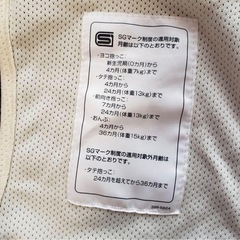 SGマーク制度の適用対象
月齢は以下のとおりです。
・ヨコ抱っこ
新生児期(0カ月)から
4カ月(体重7kg)まで
・タテ抱っこ
4カ月から
24カ月(体重13kg)まで
・前向き抱っこ
7カ月から
24カ月(体重13kg)まで
・おんぶ
4カ月から
36カ月(体重15kg)まで
SGマーク制度の適用対象外月齢は
以下のとおりです。
・タテ抱っこ
24カ月を超えてから36カ月まで